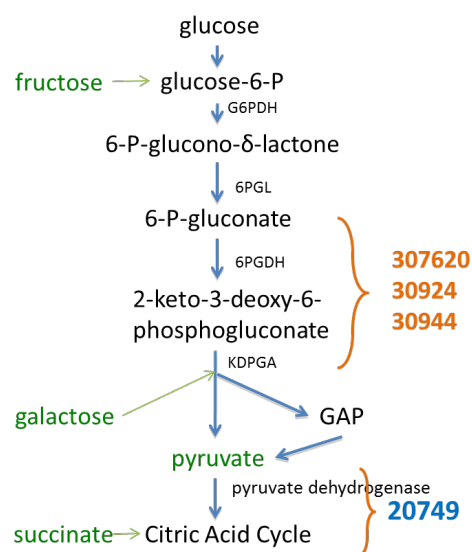 glucose
fructose
glucose-6-P
G6PDH
6-P-glucono-δ-lactone
6PGL
6-P-gluconate
6PGDH
307620
30924
30944
2-keto-3-deoxy-6-
phosphogluconate
KDPGA
galactose
GAP
pyruvate
pyruvate dehydrogenase
20749
succinate
Citric Acid Cycle